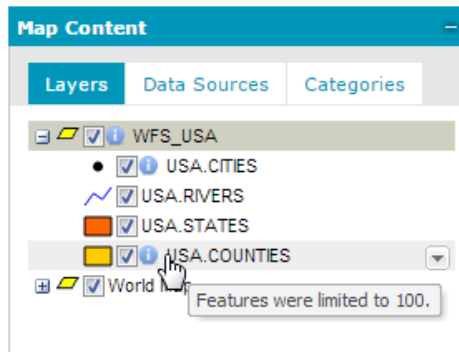 Map Content
Layers Data Sources Categories
WFS_USA
USA.CITIES
USA.RIVERS
USA.STATES
USA.COUNTIES
World Map
Features were limited to 100.